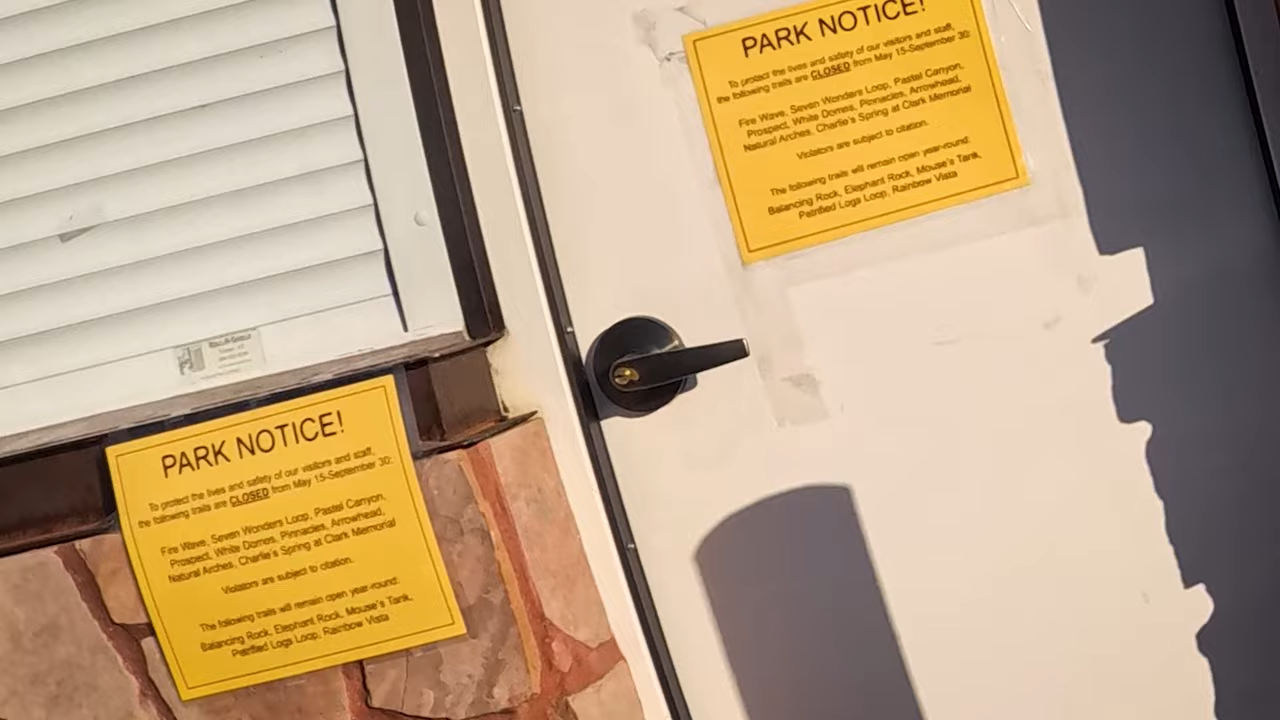 PARK NOTICE!
To protect the lives and safety of our visitors and staff,
the following trails are CLOSED from May 15-September 30:
Fire Wave, Seven Wonders Loop, Pastel Canyon,
Prospect, White Domes, Pinnacles, Arrowhead,
Natural Arches, Charlie's Spring at Clark Memorial
Violators are subject to citation.
The following trails will remain open year-round:
Balancing Rock, Elephant Rock, Mouse's Tank,
Petrified Logs Loop, Rainbow Vista
PARK NOTICE!
To protect the lives and safety of our visitors and staff,
the following trails are CLOSED from May 15-September 30:
Fire Wave, Seven Wonders Loop, Pastel Canyon,
Prospect, White Domes, Pinnacles, Arrowhead,
Natural Arches, Charlie's Spring at Clark Memorial
Violators are subject to citation.
The following trails will remain open year-round:
Balancing Rock, Elephant Rock, Mouse's Tank,
Petrified Logs Loop, Rainbow Vista